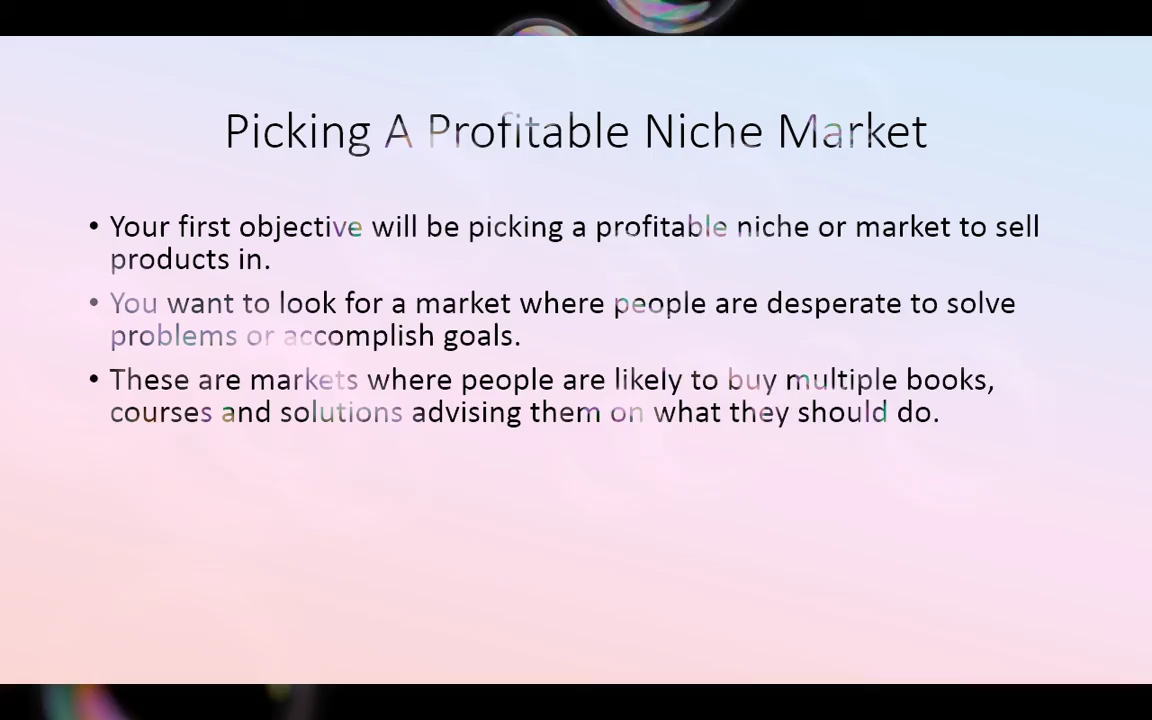 Picking A Profitable Niche Market
• Your first objective will be picking a profitable niche or market to sell
products in.
• You want to look for a market where people are desperate to solve
problems or accomplish goals.
• These are markets where people are likely to buy multiple books,
courses and solutions advising them on what they should do.